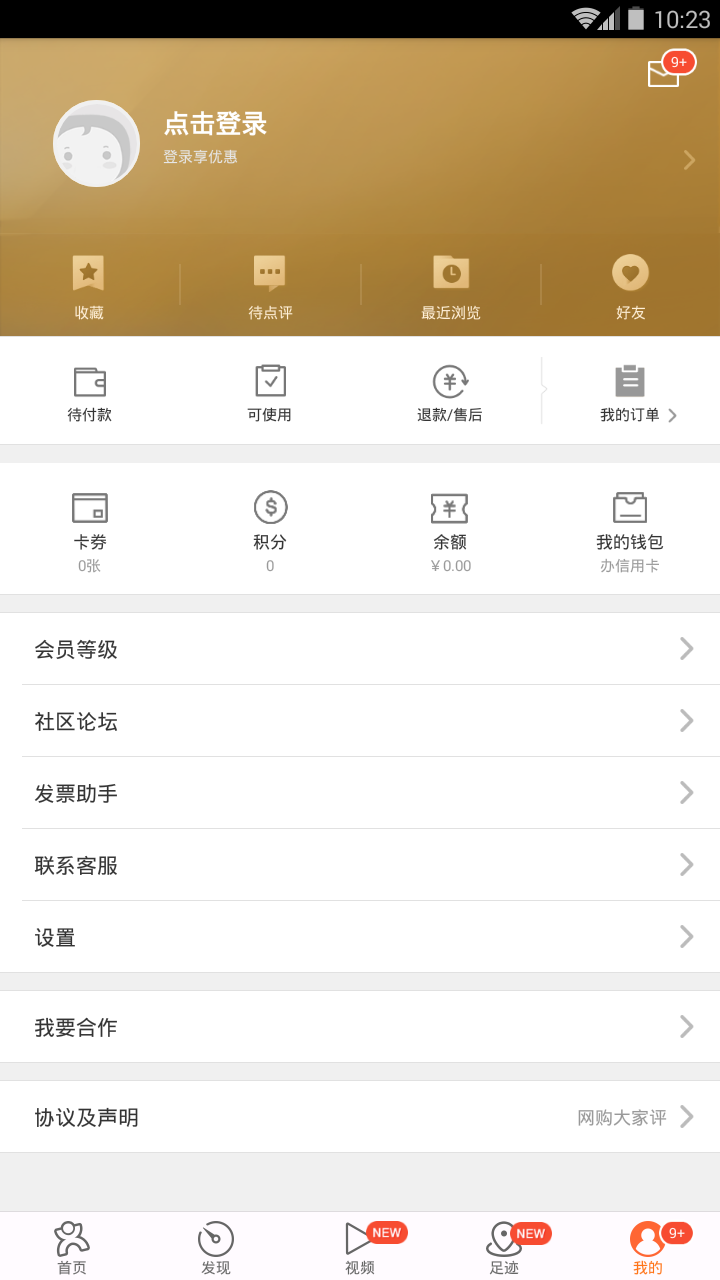 10:23
9+
点击登录
登录享优惠
收藏 待点评 最近浏览 好友
待付款 可使用 退款/售后 我的订单
卡券 积分 余额 我的钱包
0张 0 ¥0.00 办信用卡
会员等级
社区论坛
发票助手
联系客服
设置
我要合作
协议及声明 网购大家评
NEW NEW 9+
首页 发现 视频 足迹 我的